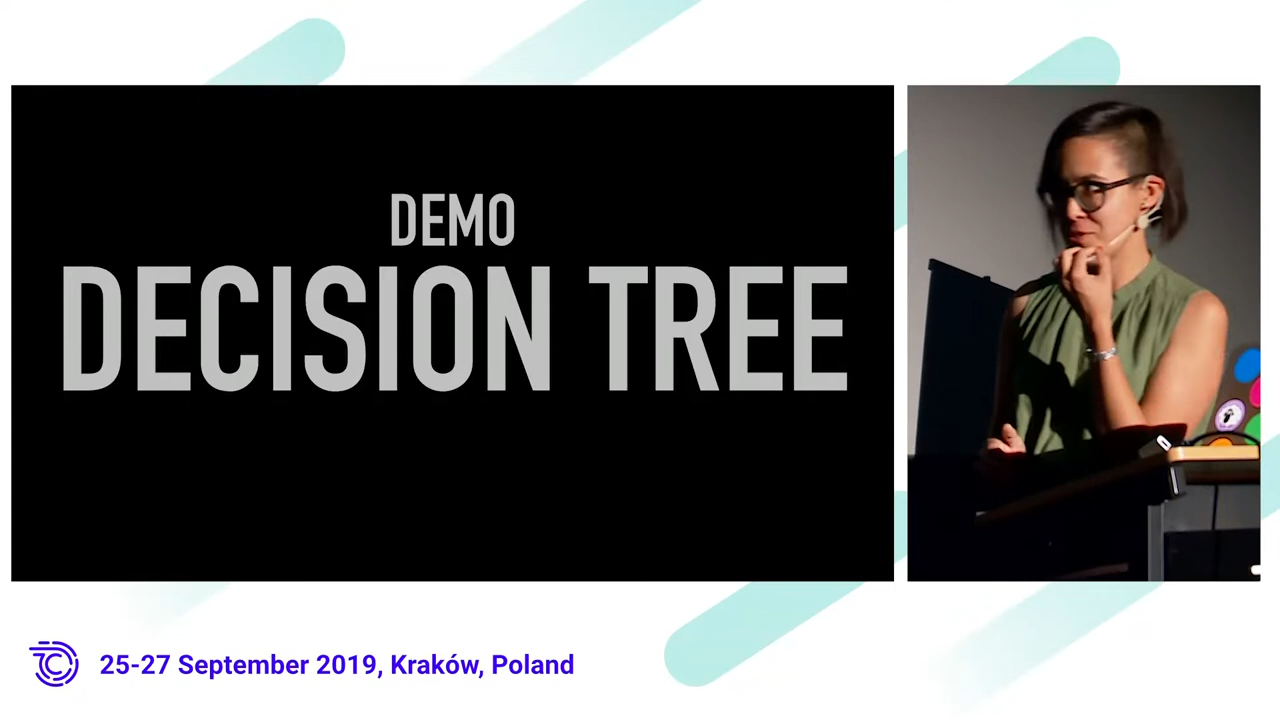 DEMO
DECISION TREE
25-27 September 2019, Kraków, Poland